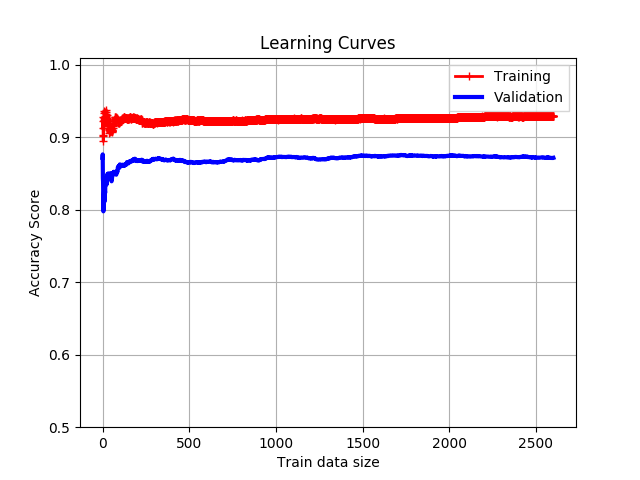 Learning Curves
Training
Validation
Accuracy Score
1.0
0.9
0.8
0.7
0.6
0.5
0
500
1000
1500
2000
2500
Train data size